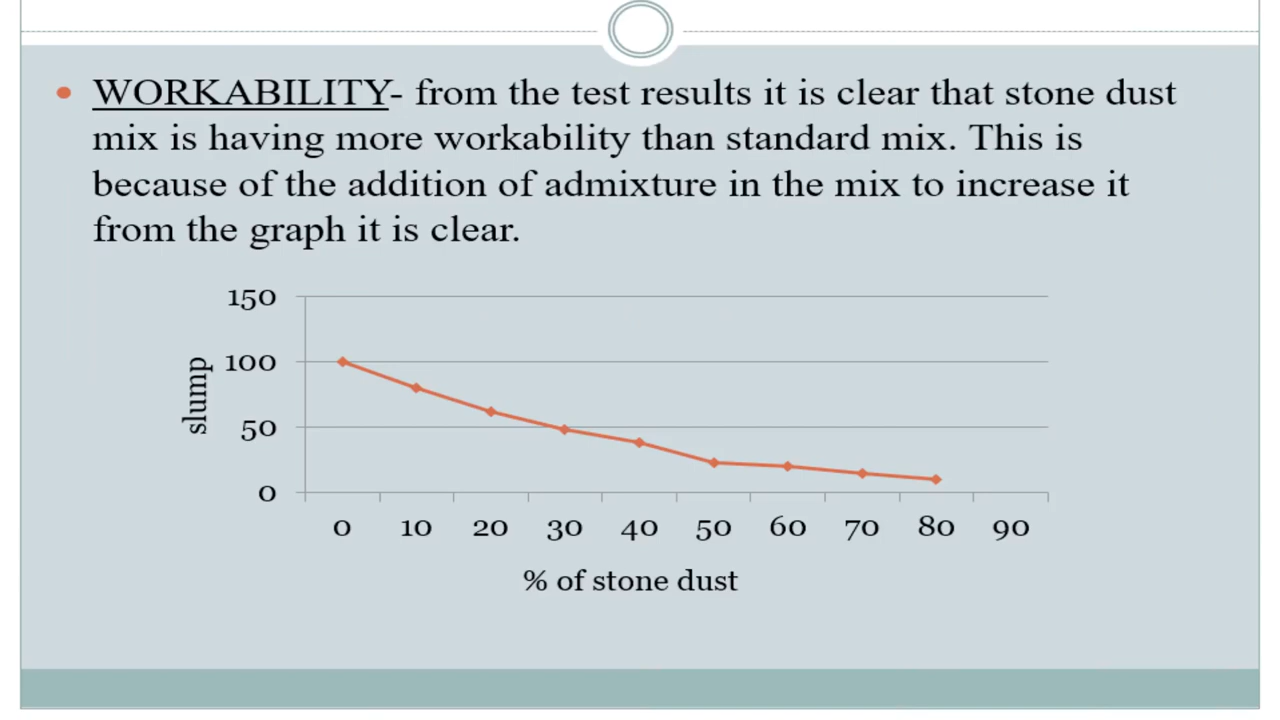 WORKABILITY- from the test results it is clear that stone dust
mix is having more workability than standard mix. This is
because of the addition of admixture in the mix to increase it
from the graph it is clear.
150
100
50
0
slump
0 10 20 30 40 50 60 70 80 90
% of stone dust